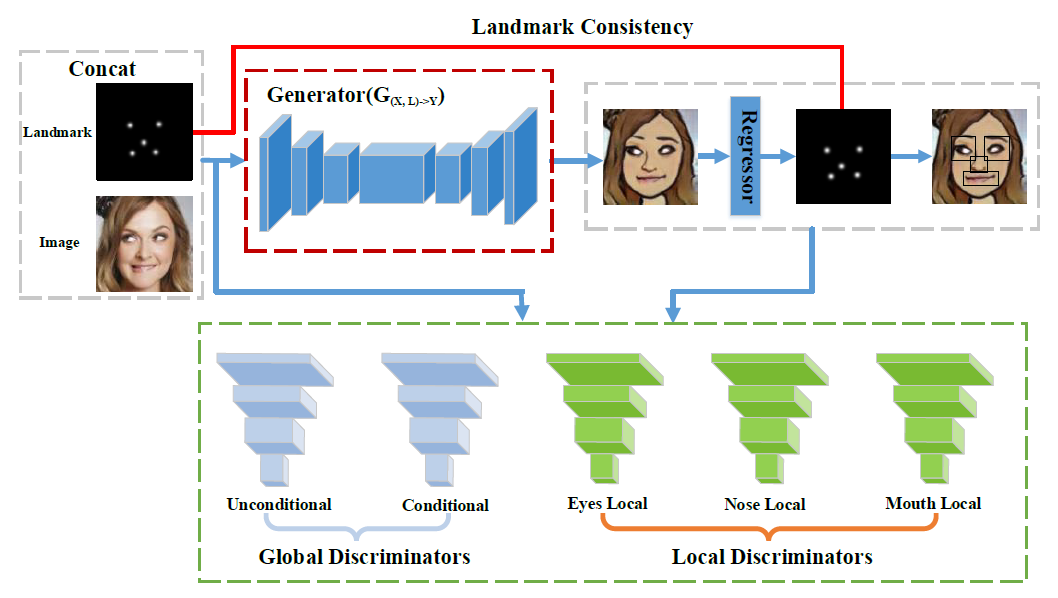 Landmark Consistency
Concat
Landmark
Image
Generator(G(X, L)->Y)
Regressor
Unconditional
Conditional
Eyes Local
Nose Local
Mouth Local
Global Discriminators
Local Discriminators